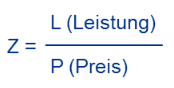 L (Leistung)
Z =
P (Preis)